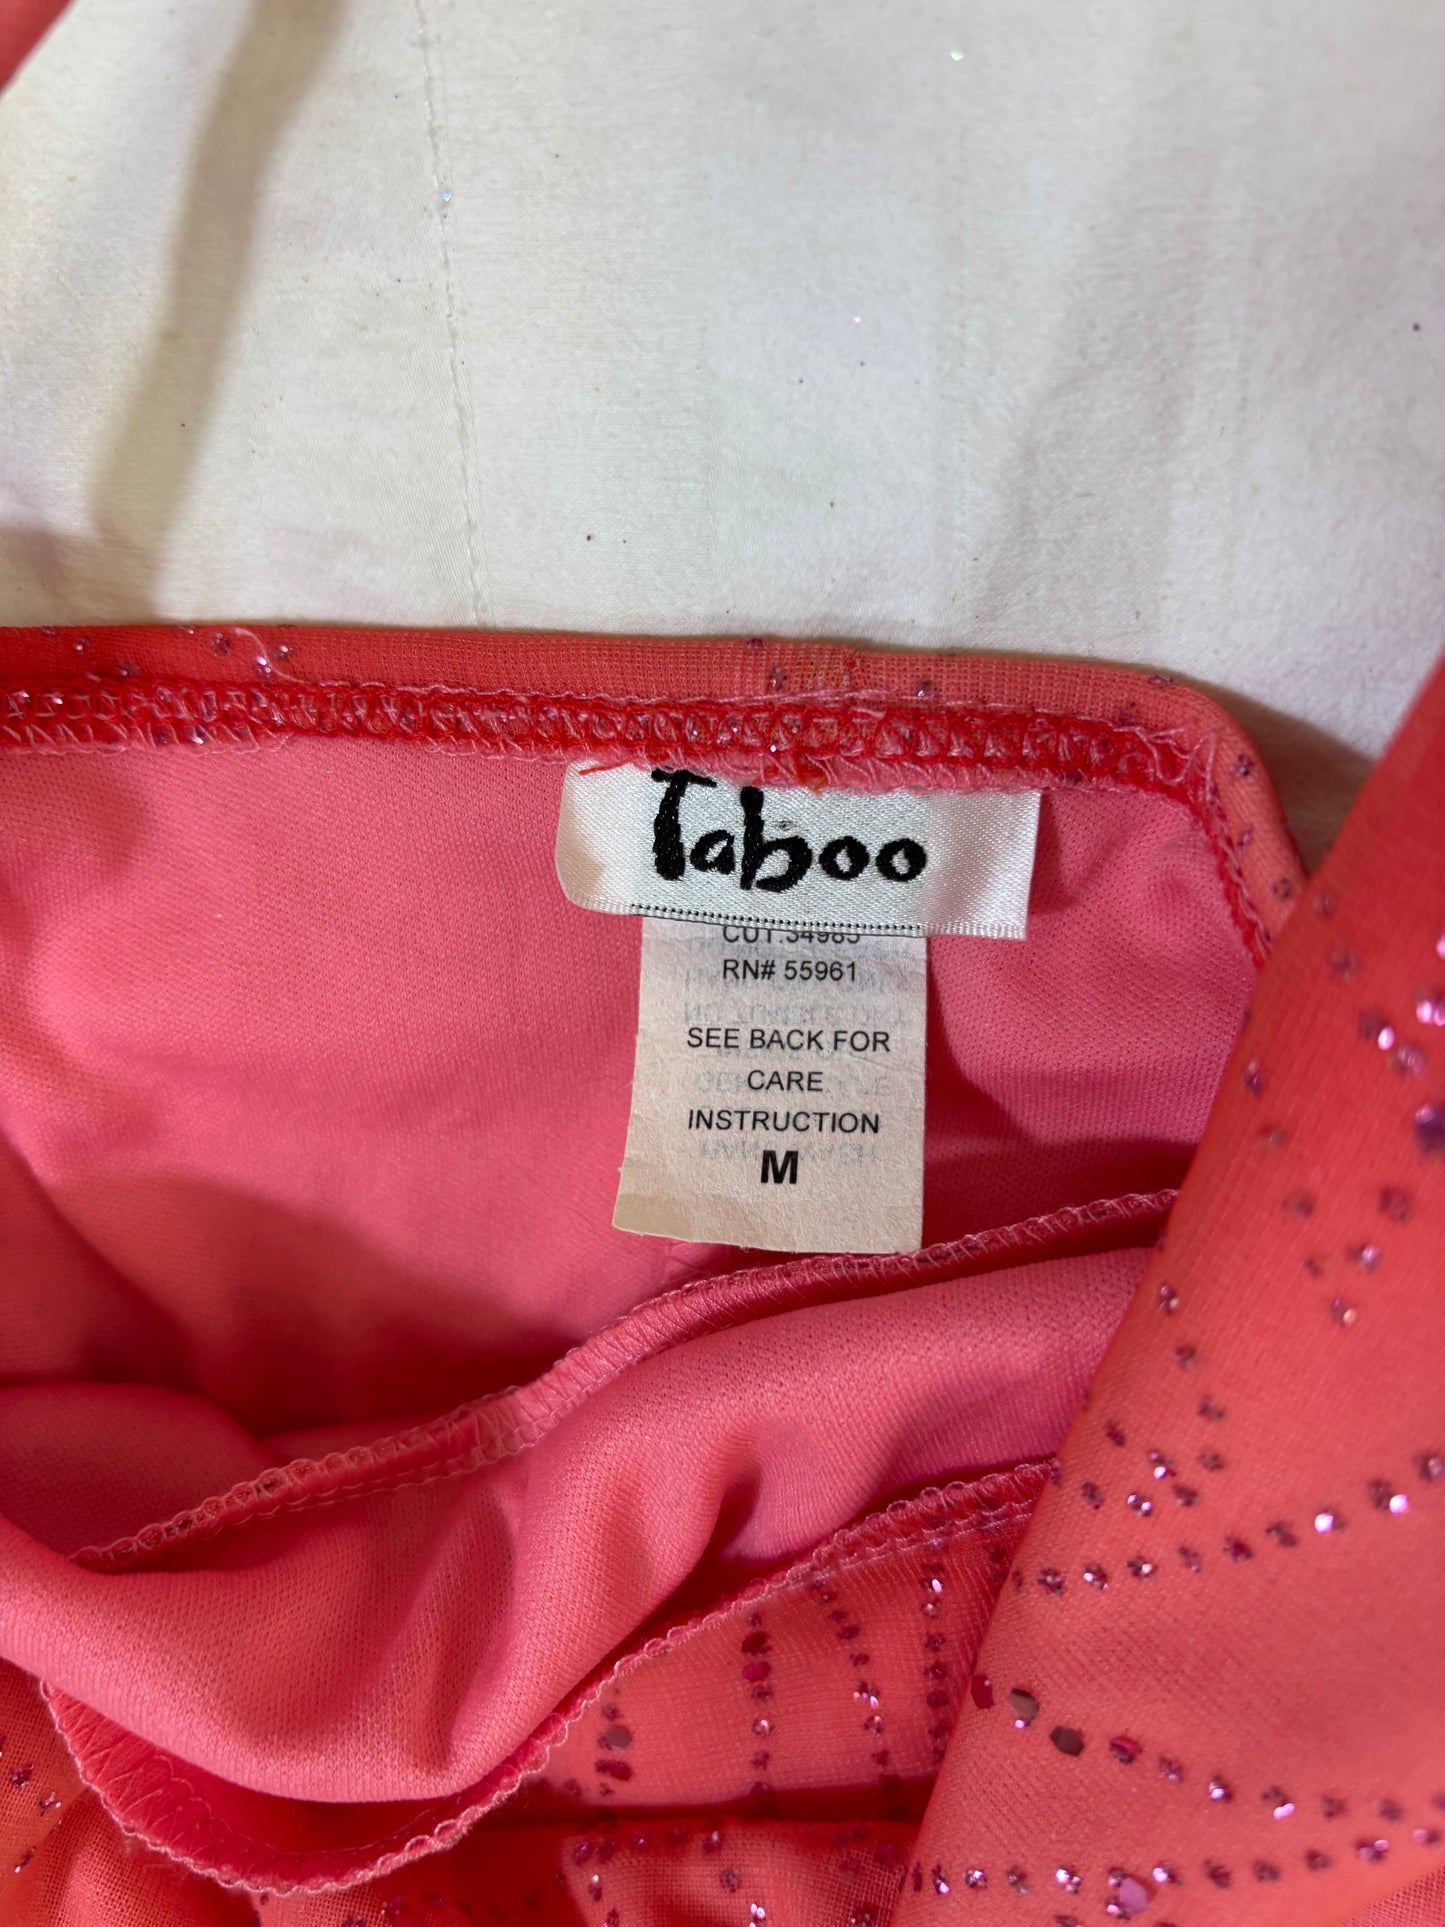 Taboo
CUT.34985
RN# 55961
SEE BACK FOR
CARE
INSTRUCTION
M